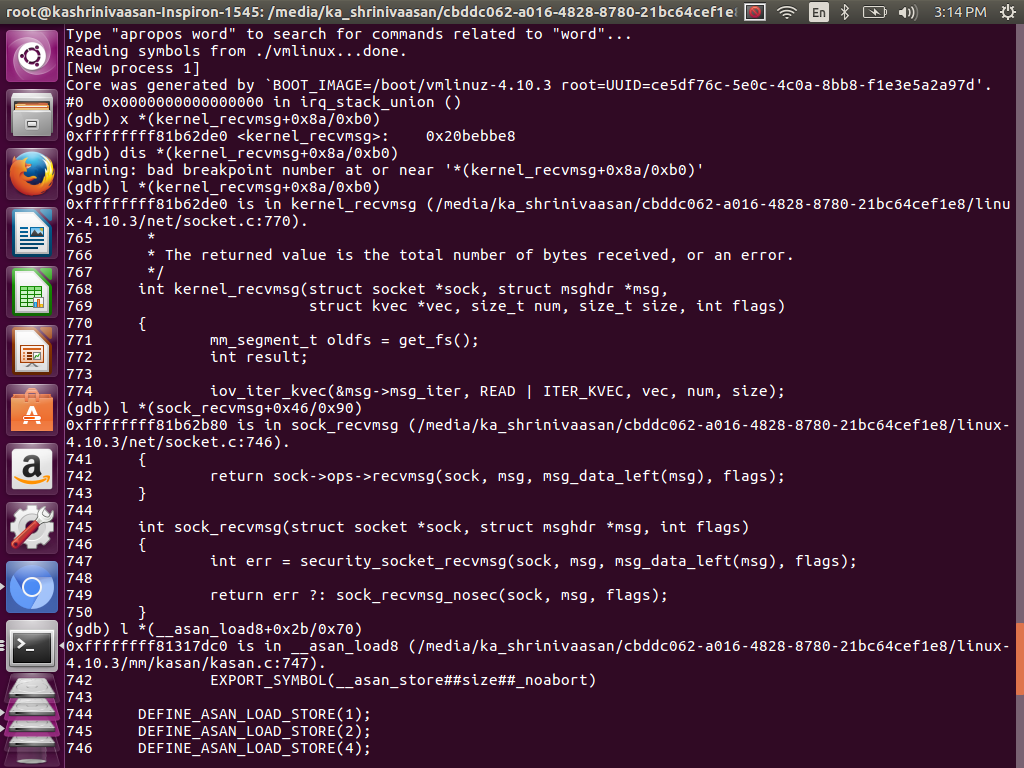 root@kashrinivaasan-Inspiron-1545: /media/ka_shrinivaasan/cbddc062-a016-4828-8780-21bc64cef1e
En
3:14 PM
Type "apropos word" to search for commands related to "word"...
Reading symbols from ./vmlinux...done.
[New process 1]
Core was generated by `BOOT_IMAGE=/boot/vmlinuz-4.10.3 root=UUID=ce5df76c-5e0c-4c0a-8bb8-f1e3e5a2a97d'.
#0  0x0000000000000000 in irq_stack_union ()
(gdb) x *(kernel_recvmsg+0x8a/0xb0)
0xffffffff81b62de0 <kernel_recvmsg>:    0x20bebbe8
(gdb) dis *(kernel_recvmsg+0x8a/0xb0)
warning: bad breakpoint number at or near '*(kernel_recvmsg+0x8a/0xb0)'
(gdb) l *(kernel_recvmsg+0x8a/0xb0)
0xffffffff81b62de0 is in kernel_recvmsg (/media/ka_shrinivaasan/cbddc062-a016-4828-8780-21bc64cef1e8/linu
x-4.10.3/net/socket.c:770).
765      *
766      * The returned value is the total number of bytes received, or an error.
767      */
768     int kernel_recvmsg(struct socket *sock, struct msghdr *msg,
769                        struct kvec *vec, size_t num, size_t size, int flags)
770     {
771             mm_segment_t oldfs = get_fs();
772             int result;
773
774             iov_iter_kvec(&msg->msg_iter, READ | ITER_KVEC, vec, num, size);
(gdb) l *(sock_recvmsg+0x46/0x90)
0xffffffff81b62b80 is in sock_recvmsg (/media/ka_shrinivaasan/cbddc062-a016-4828-8780-21bc64cef1e8/linux-
4.10.3/net/socket.c:746).
741     {
742             return sock->ops->recvmsg(sock, msg, msg_data_left(msg), flags);
743     }
744
745     int sock_recvmsg(struct socket *sock, struct msghdr *msg, int flags)
746     {
747             int err = security_socket_recvmsg(sock, msg, msg_data_left(msg), flags);
748
749             return err ?: sock_recvmsg_nosec(sock, msg, flags);
750     }
(gdb) l *(__asan_load8+0x2b/0x70)
0xffffffff81317dc0 is in __asan_load8 (/media/ka_shrinivaasan/cbddc062-a016-4828-8780-21bc64cef1e8/linux-
4.10.3/mm/kasan/kasan.c:747).
742             EXPORT_SYMBOL(__asan_store##size##_noabort)
743
744     DEFINE_ASAN_LOAD_STORE(1);
745     DEFINE_ASAN_LOAD_STORE(2);
746     DEFINE_ASAN_LOAD_STORE(4);